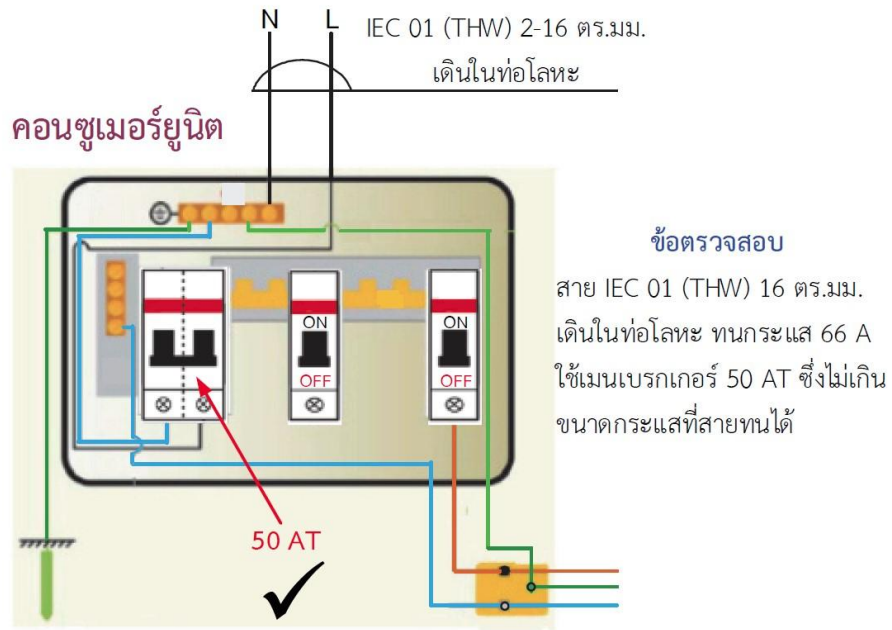 N L IEC 01 (THW) 2-16 ตร.มม.
เดินในท่อโลหะ
คอนซูเมอร์ยูนิต
ข้อตรวจสอบ
สาย IEC 01 (THW) 16 ตร.มม.
เดินในท่อโลหะ ทนกระแส 66 A
ใช้เมนเบรกเกอร์ 50 AT ซึ่งไม่เกิน
ขนาดกระแสที่สายทนได้
ON
OFF
ON
OFF
50 AT